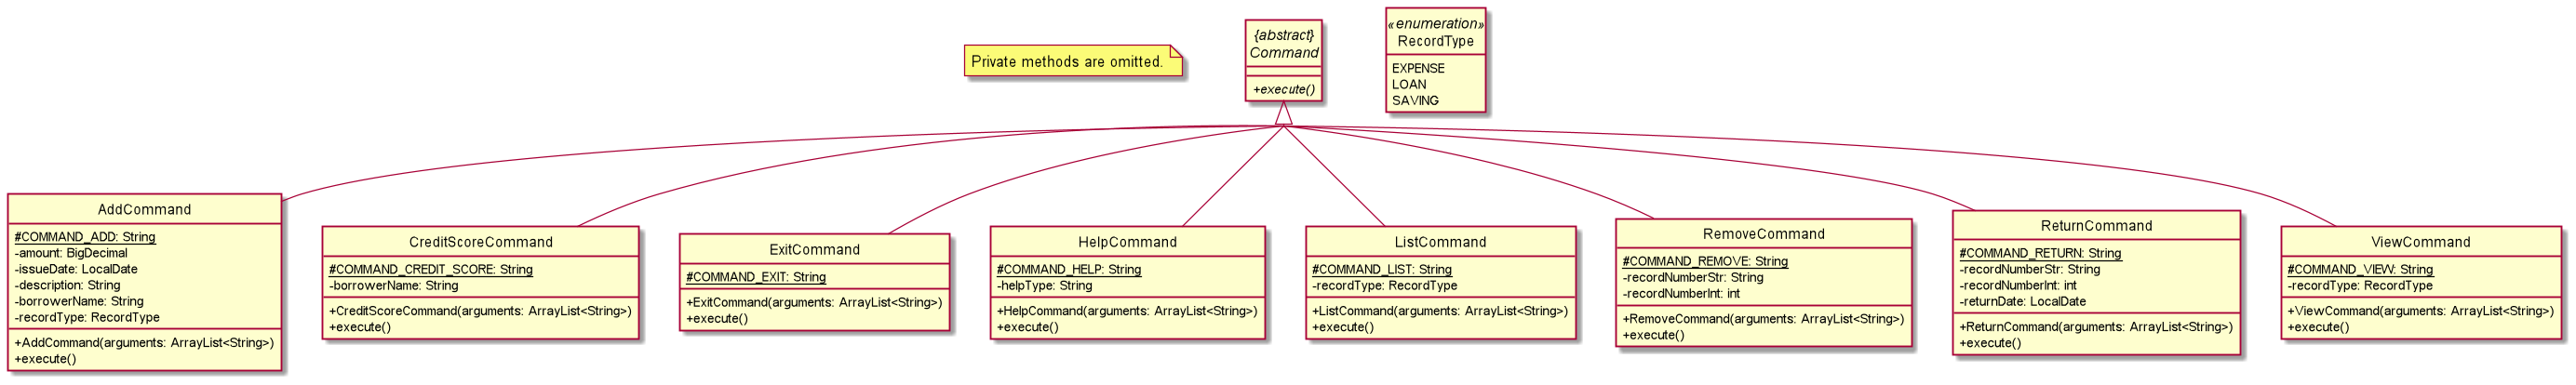 Private methods are omitted.
{abstract}
Command
+execute()
«enumeration»
RecordType
EXPENSE
LOAN
SAVING
AddCommand
#COMMAND_ADD: String
-amount: BigDecimal
-issueDate: LocalDate
-description: String
-borrowerName: String
-recordType: RecordType
+AddCommand(arguments: ArrayList<String>)
+execute()
CreditScoreCommand
#COMMAND_CREDIT_SCORE: String
-borrowerName: String
+CreditScoreCommand(arguments: ArrayList<String>)
+execute()
ExitCommand
#COMMAND_EXIT: String
+ExitCommand(arguments: ArrayList<String>)
+execute()
HelpCommand
#COMMAND_HELP: String
-helpType: String
+HelpCommand(arguments: ArrayList<String>)
+execute()
ListCommand
#COMMAND_LIST: String
-recordType: RecordType
+ListCommand(arguments: ArrayList<String>)
+execute()
RemoveCommand
#COMMAND_REMOVE: String
-recordNumberStr: String
-recordNumberInt: int
+RemoveCommand(arguments: ArrayList<String>)
+execute()
ReturnCommand
#COMMAND_RETURN: String
-recordNumberStr: String
-recordNumberInt: int
-returnDate: LocalDate
+ReturnCommand(arguments: ArrayList<String>)
+execute()
ViewCommand
#COMMAND_VIEW: String
-recordType: RecordType
+ViewCommand(arguments: ArrayList<String>)
+execute()